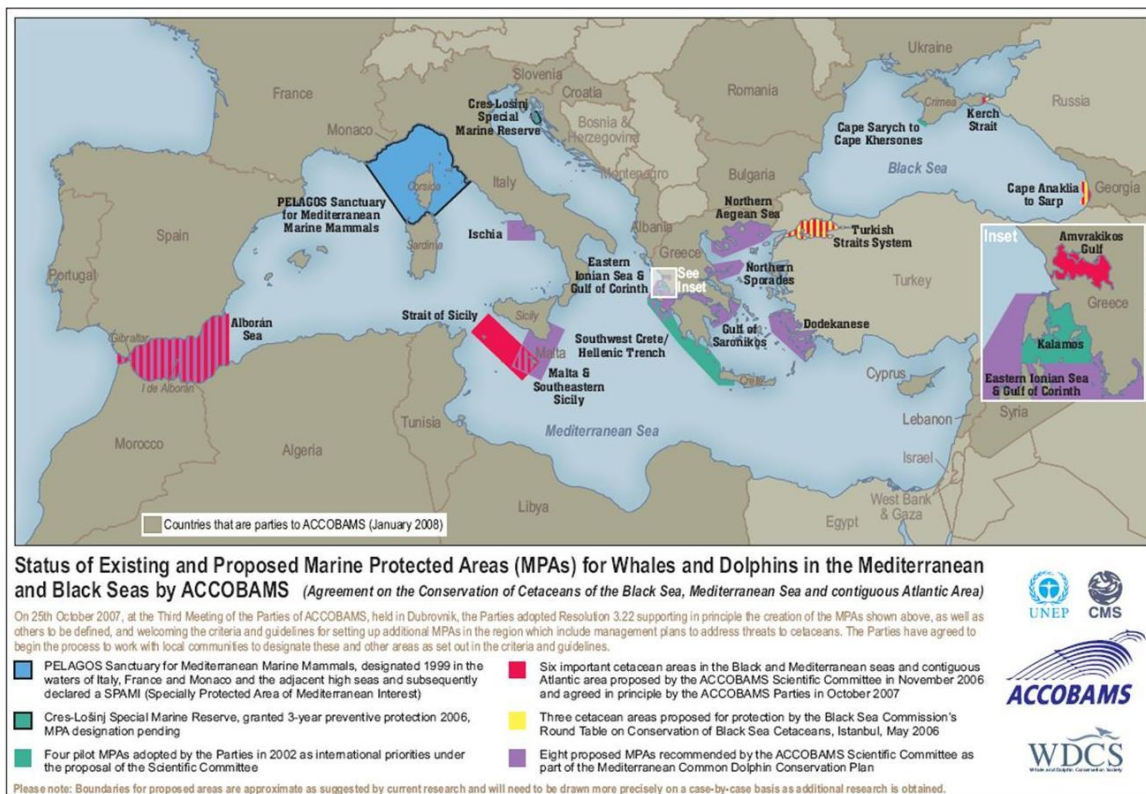 Ukraine
Slovenia
Croatia
France
Romania
Russia
Crimea
Monaco
Cres-Lošinj
Special
Marine Reserve
Bosnia &
Herzegovina
Kerch
Strait
Cape Sarych to
Cape Khersones
Black Sea
Corsica
Italy
Montenegro
Bulgaria
Cape Anaklia
to Sarp
Georgia
PELAGOS Sanctuary
for Mediterranean
Marine Mammals
Spain
Portugal
Sardinia
Ischia
Albania
Northern
Aegean Sea
Greece
Turkish
Straits System
Inset
Amvrakikos
Gulf
Greece
Kalamos
Eastern Ionian Sea
& Gulf of Corinth
Eastern
Ionian Sea &
Gulf of Corinth
See
Inset
Northern
Sporades
Turkey
Gibraltar
Alborán
Sea
I de Alborán
Strait of Sicily
Sicily
Malta
Malta &
Southeastern
Sicily
Southwest Crete/
Hellenic Trench
Gulf of
Saronikos
Dodekanese
Crete
Cyprus
Lebanon
Syria
Israel
West Bank
& Gaza
Mediterranean Sea
Tunisia
Morocco
Algeria
Libya
Egypt
Countries that are parties to ACCOBAMS (January 2008)
Status of Existing and Proposed Marine Protected Areas (MPAs) for Whales and Dolphins in the Mediterranean
and Black Seas by ACCOBAMS (Agreement on the Conservation of Cetaceans of the Black Sea, Mediterranean Sea and contiguous Atlantic Area)
On 25th October 2007, at the Third Meeting of the Parties of ACCOBAMS, held in Dubrovnik, the Parties adopted Resolution 3.22 supporting in principle the creation of the MPAs shown above, as well as
others to be defined, and welcoming the criteria and guidelines for setting up additional MPAs in the region which include management plans to address threats to cetaceans. The Parties have agreed to
begin the process to work with local communities to designate these and other areas as set out in the criteria and guidelines.
PELAGOS Sanctuary for Mediterranean Marine Mammals, designated 1999 in the
waters of Italy, France and Monaco and the adjacent high seas and subsequently
declared a SPAMI (Specially Protected Area of Mediterranean Interest)
Cres-Lošinj Special Marine Reserve, granted 3-year preventive protection 2006,
MPA designation pending
Four pilot MPAs adopted by the Parties in 2002 as international priorities under
the proposal of the Scientific Committee
Six important cetacean areas in the Black and Mediterranean seas and contiguous
Atlantic area proposed by the ACCOBAMS Scientific Committee in November 2006
and agreed in principle by the ACCOBAMS Parties in October 2007
Three cetacean areas proposed for protection by the Black Sea Commission's
Round Table on Conservation of Black Sea Cetaceans, Istanbul, May 2006
Eight proposed MPAs recommended by the ACCOBAMS Scientific Committee as
part of the Mediterranean Common Dolphin Conservation Plan
Please note: Boundaries for proposed areas are approximate as suggested by current research and will need to be drawn more precisely on a case-by-case basis as additional research is obtained.
UNEP
CMS
ACCOBAMS
WDCS
Whale and Dolphin Conservation Society